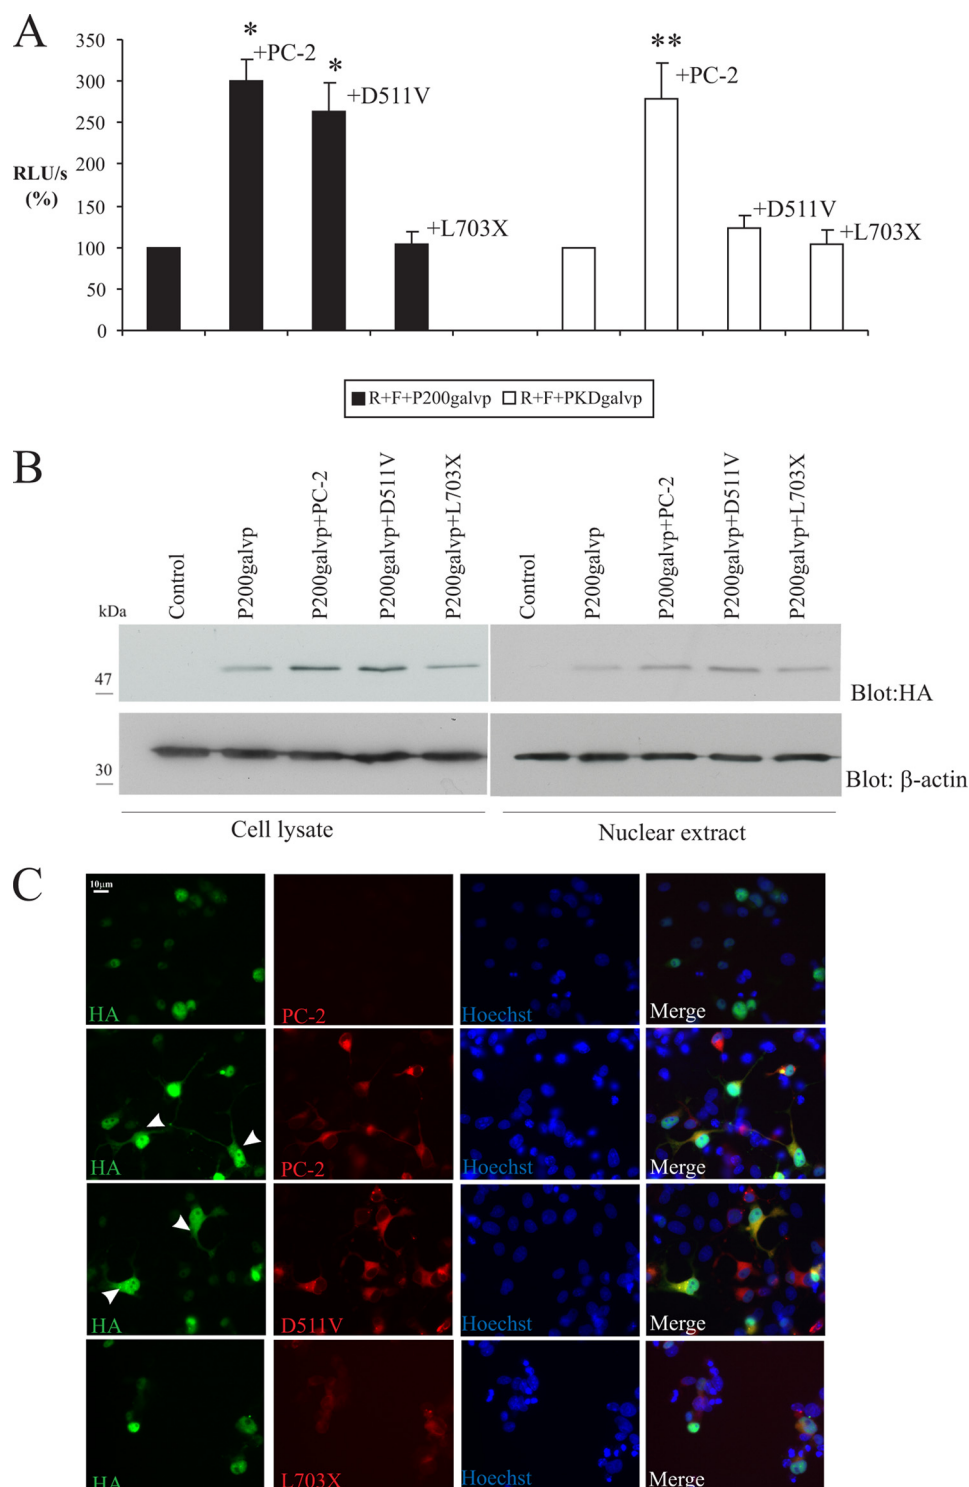 A
350
300
250
200
150
100
50
0
RLU/s
(%)
*
+PC-2
*
+D511V
+L703X
**
+PC-2
+D511V
+L703X
R+F+P200galvp R+F+PKDgalvp
B
kDa
Control
P200galvp
P200galvp+PC-2
P200galvp+D511V
P200galvp+L703X
Control
P200galvp
P200galvp+PC-2
P200galvp+D511V
P200galvp+L703X
47
Blot:HA
30
Blot: β-actin
Cell lysate
Nuclear extract
C
10μm
HA
PC-2
Hoechst
Merge
HA
PC-2
Hoechst
Merge
HA
D511V
Hoechst
Merge
HA
L703X
Hoechst
Merge